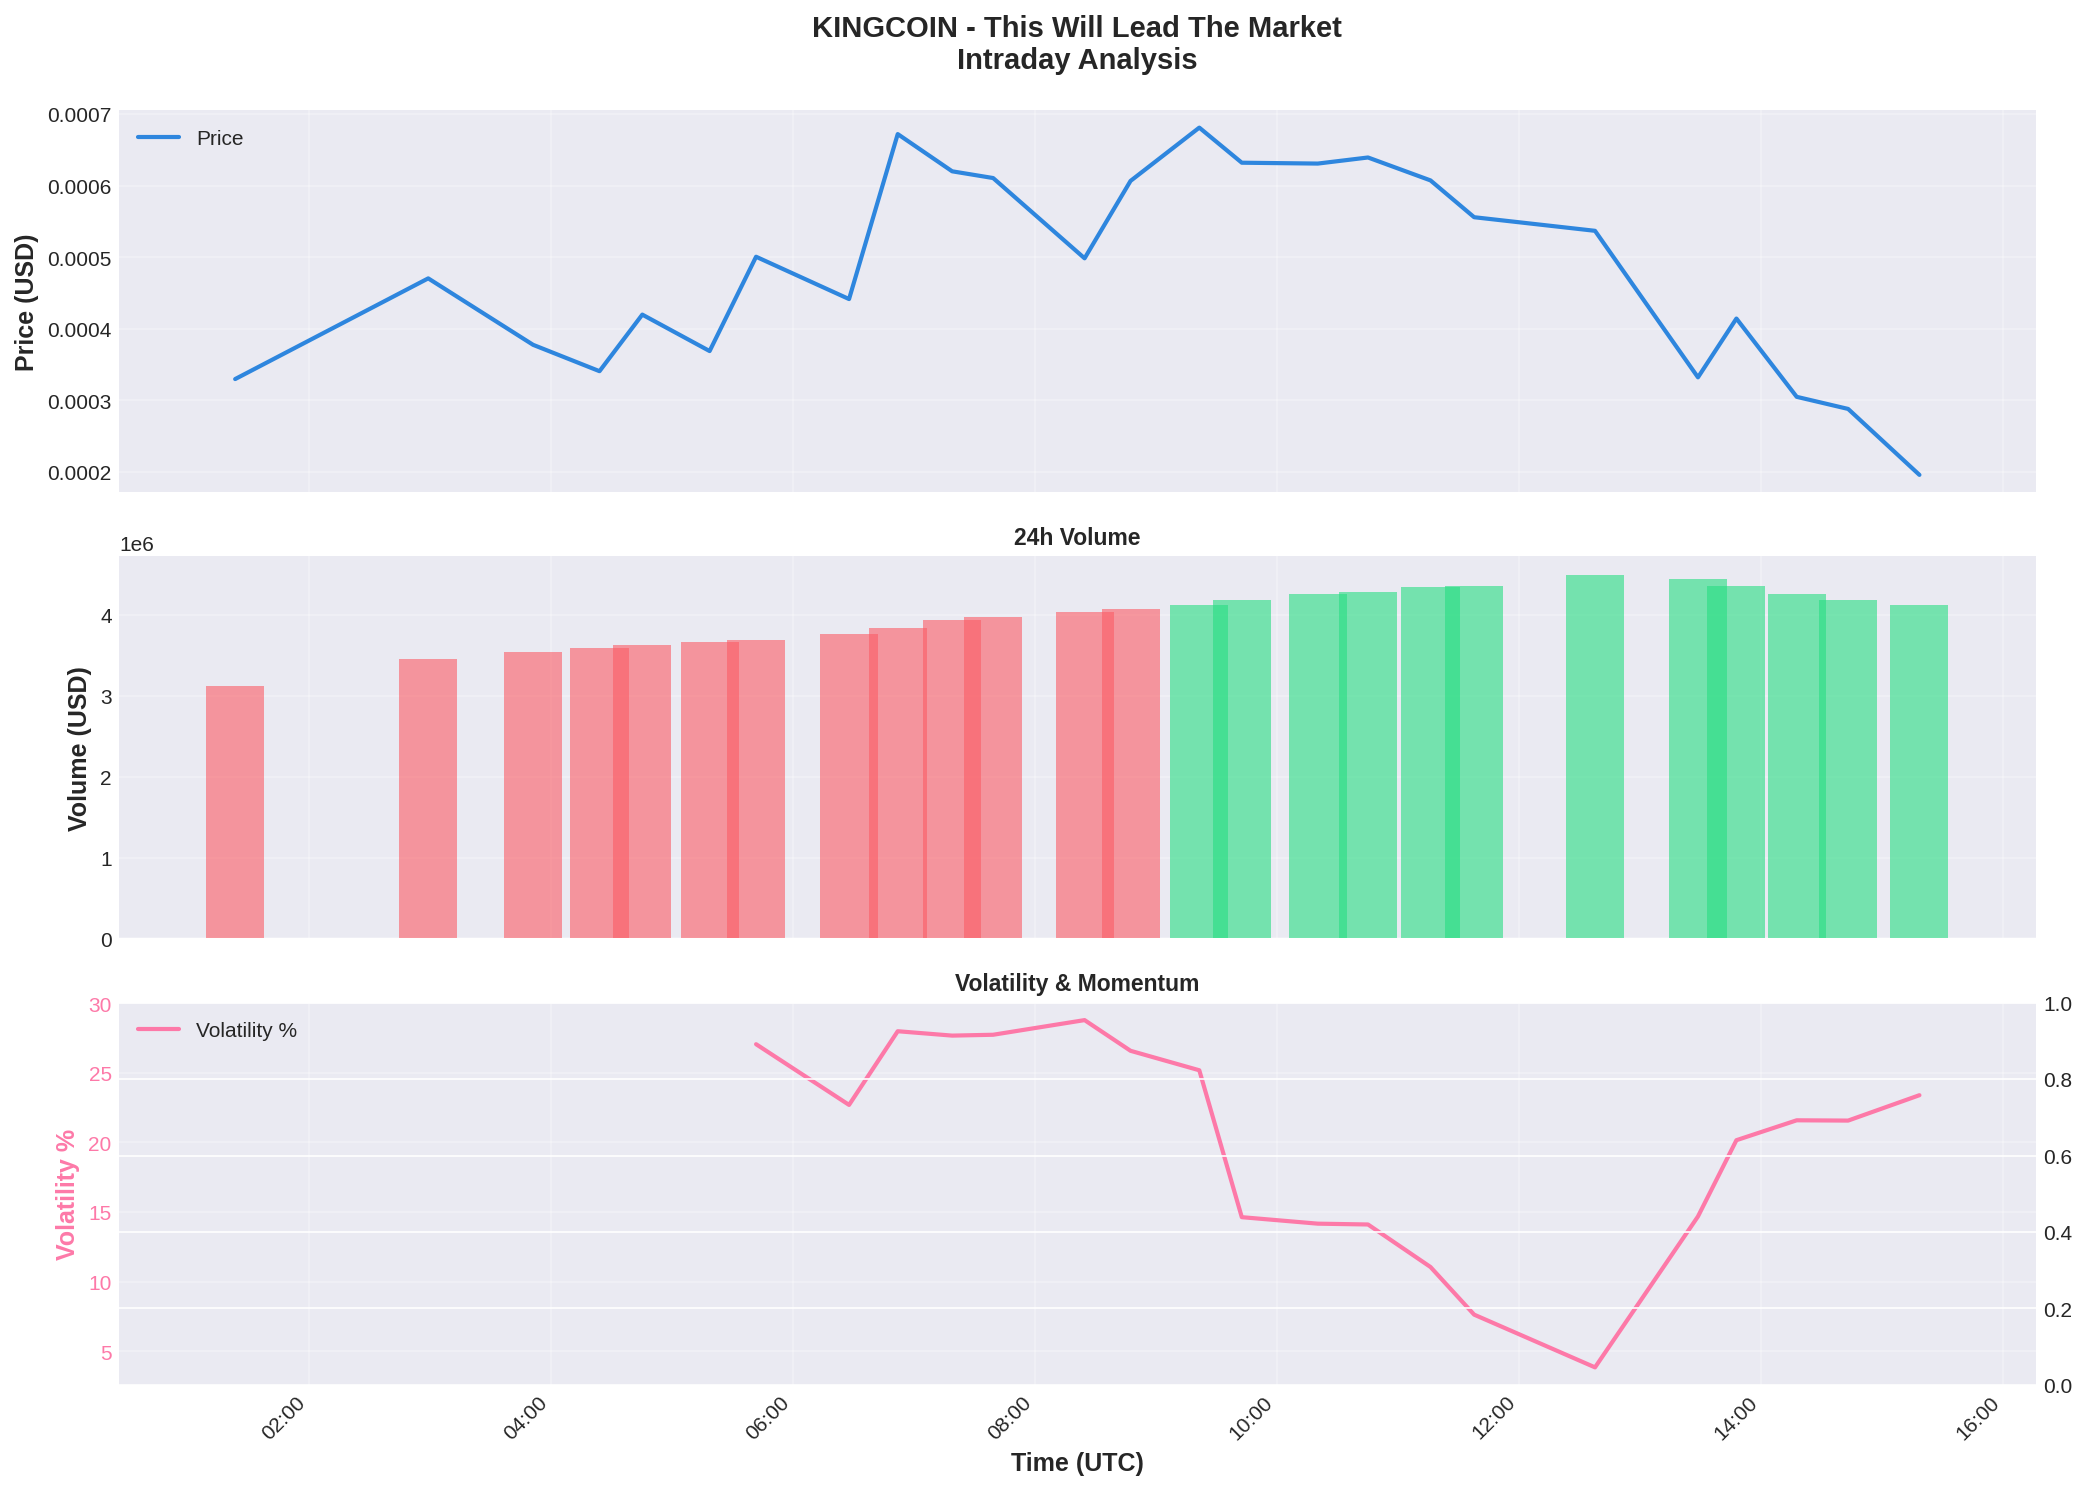 KINGCOIN - This Will Lead The Market
Intraday Analysis
0.0007
0.0006
0.0005
0.0004
0.0003
0.0002
Price (USD)
Price
24h Volume
1e6
4
3
2
1
0
Volume (USD)
Volatility & Momentum
30
25
20
15
10
5
Volatility %
Volatility %
1.0
0.8
0.6
0.4
0.2
0.0
02:00
04:00
06:00
08:00
10:00
12:00
14:00
16:00
Time (UTC)